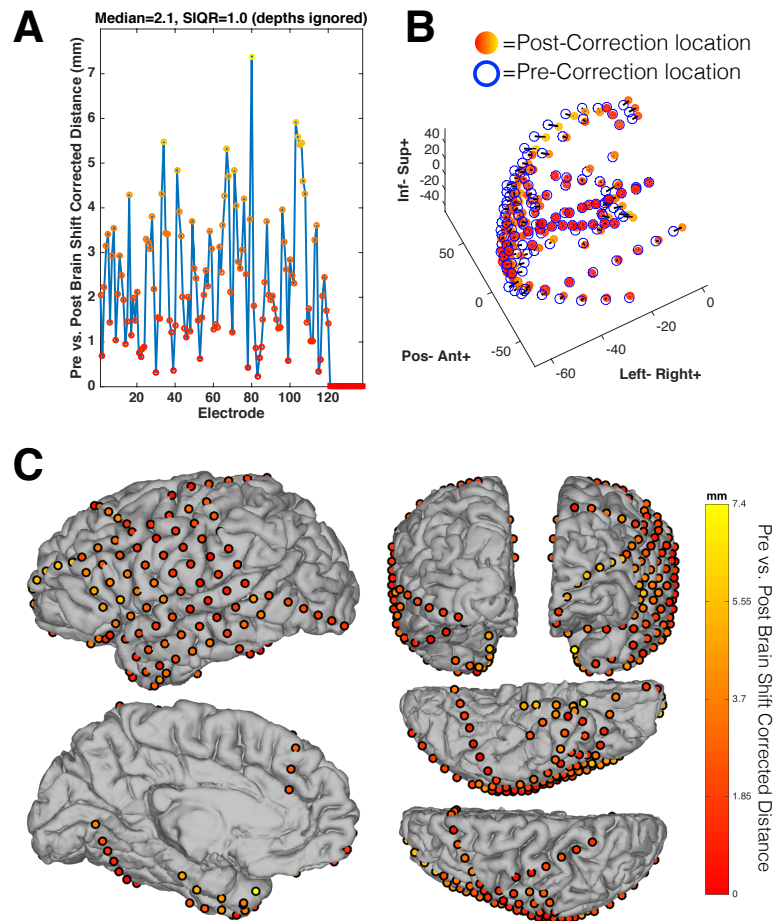 A
Median=2.1, SIQR=1.0 (depths ignored)
Pre vs. Post Brain Shift Corrected Distance (mm)
7
6
5
4
3
2
1
0
20
40
60
80
100
120
Electrode
B
=Post-Correction location
=Pre-Correction location
Inf- Sup+
40
20
0
-20
-40
50
0
-50
Pos- Ant+
-60
-40
-20
0
Left- Right+
C
mm
7.4
5.55
3.7
1.85
0
Pre vs. Post Brain Shift Corrected Distance